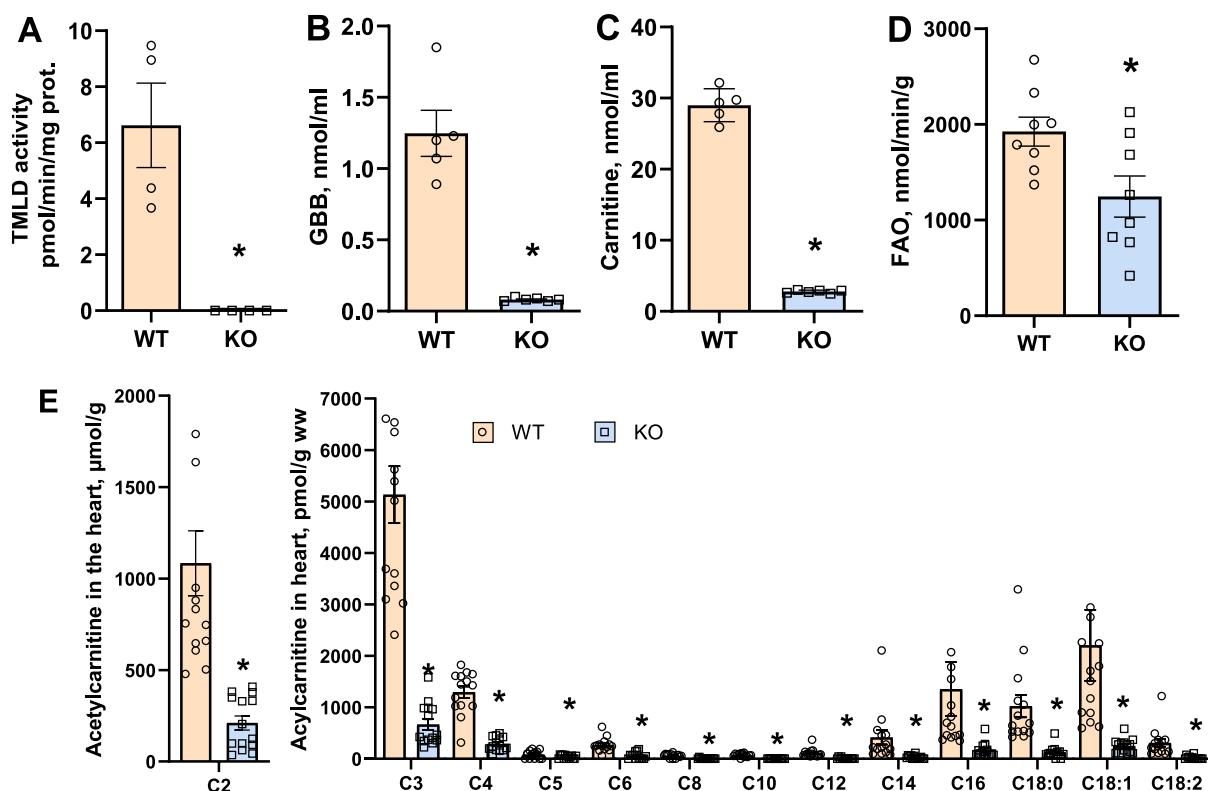 A
TMLD activity
pmol/min/mg prot.
10
8
6
4
2
0
*
WT KO
B
GBB, nmol/ml
2.0
1.5
1.0
0.5
0.0
*
WT KO
C
Carnitine, nmol/ml
40
30
20
10
0
*
WT KO
D
FAO, nmol/min/g
3000
2000
1000
0
*
WT KO
E
Acetylcarnitine in the heart, µmol/g
2000
1500
1000
500
0
*
C2
Acylcarnitine in heart, pmol/g ww
7000
6000
5000
4000
3000
2000
1000
0
WT KO
* * * * * * * * * * * *
C3 C4 C5 C6 C8 C10 C12 C14 C16 C18:0 C18:1 C18:2